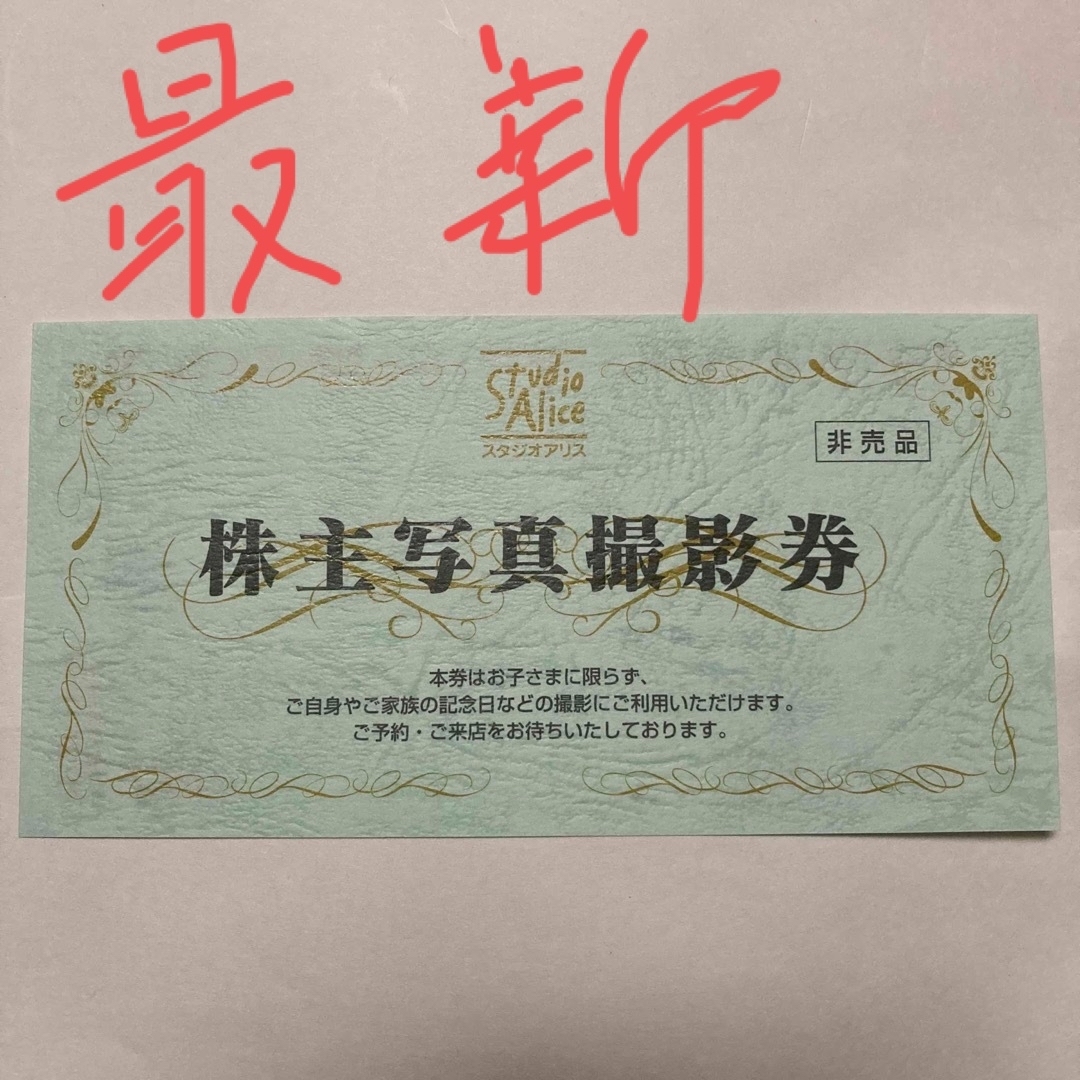 最新
Studio
Alice
スタジオアリス
非売品
株主写真撮影券
本券はお子さまに限らず、
ご自身やご家族の記念日などの撮影にご利用いただけます。
ご予約・ご来店をお待ちいたしております。